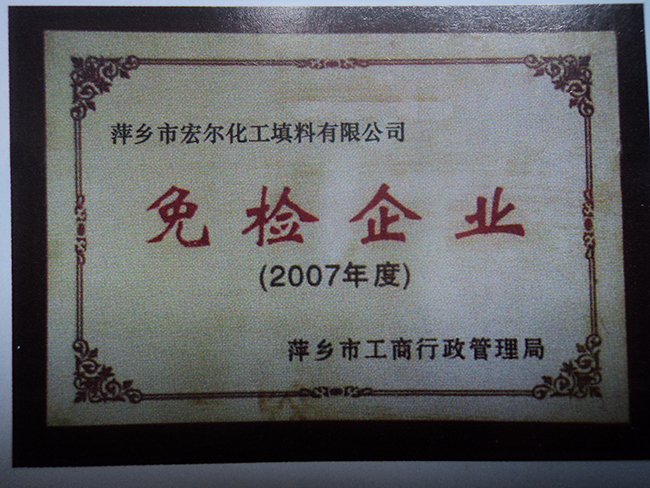 萍乡市宏尔化工填料有限公司
免检企业
(2007年度)
萍乡市工商行政管理局